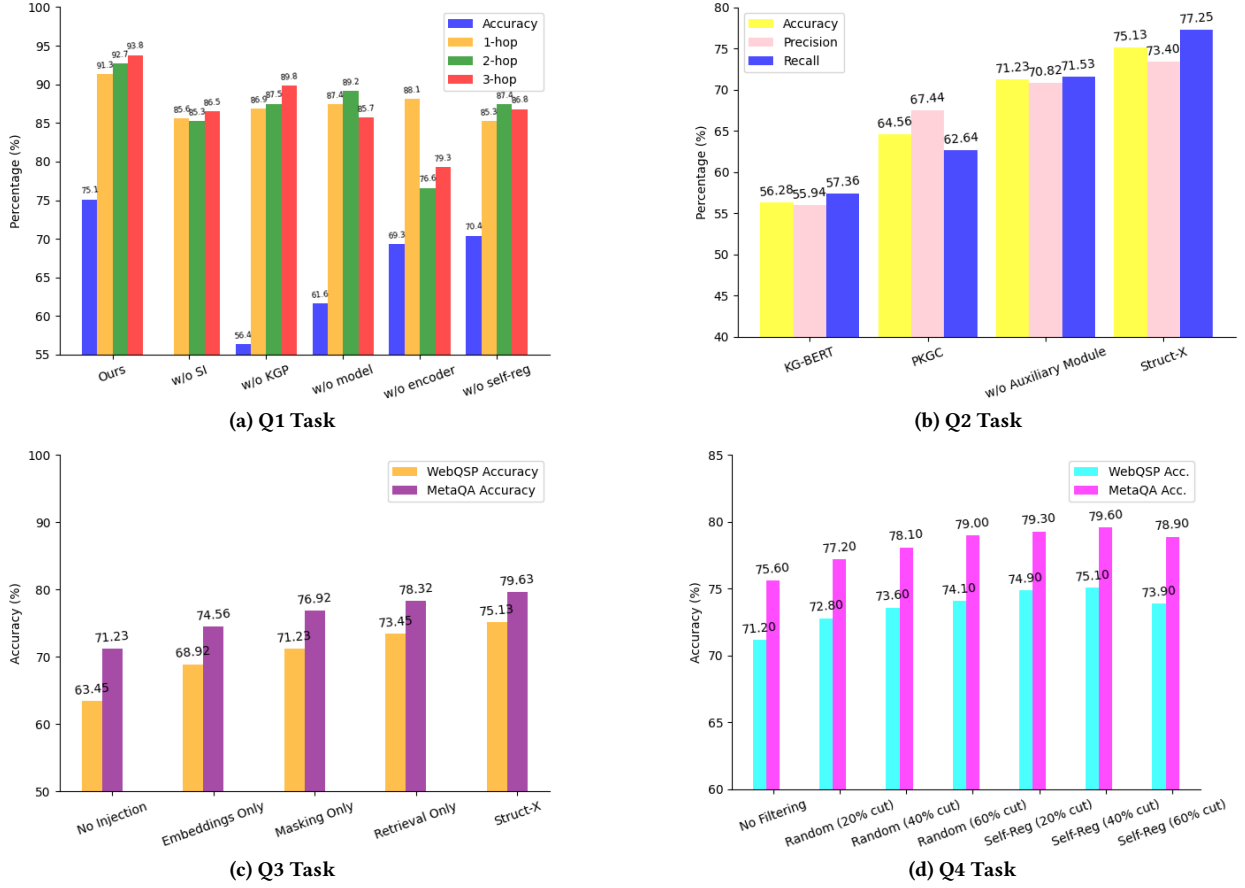 100
95
90
85
80
75
70
65
60
55
Percentage (%)
Accuracy
1-hop
2-hop
3-hop
75.1
91.3
92.7
93.8
85.6
85.3
86.5
56.4
86.9
87.5
89.8
61.6
87.4
89.2
85.7
69.3
88.1
76.6
79.3
70.4
85.3
87.4
86.8
Ours
w/o SI
w/o KGP
w/o model
w/o encoder
w/o self-reg
(a) Q1 Task
80
75
70
65
60
55
50
45
40
Percentage (%)
Accuracy
Precision
Recall
56.28
55.94
57.36
64.56
67.44
62.64
71.23
70.82
71.53
75.13
73.40
77.25
KG-BERT
PKGC
w/o Auxiliary Module
Struct-X
(b) Q2 Task
100
90
80
70
60
50
Accuracy (%)
WebQSP Accuracy
MetaQA Accuracy
63.45
71.23
68.92
74.56
71.23
76.92
73.45
78.32
75.13
79.63
No Injection
Embeddings Only
Masking Only
Retrieval Only
Struct-X
(c) Q3 Task
85
80
75
70
65
60
Accuracy (%)
WebQSP Acc.
MetaQA Acc.
71.20
75.60
72.80
77.20
73.60
78.10
74.10
79.00
74.90
79.30
75.10
79.60
73.90
78.90
No Filtering
Random (20% cut)
Random (40% cut)
Random (60% cut)
Self-Reg (20% cut)
Self-Reg (40% cut)
Self-Reg (60% cut)
(d) Q4 Task